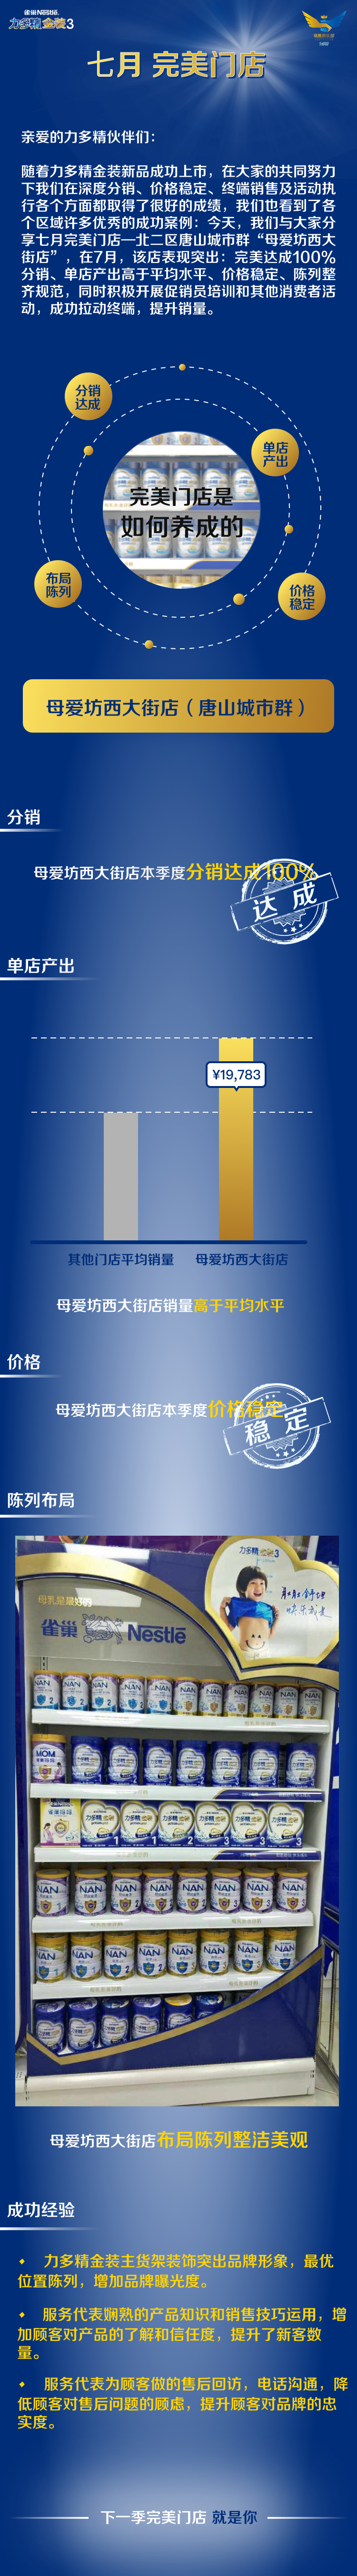 雀巢Nestlé
力多精 金装3
七月 完美门店
亲爱的力多精伙伴们：
随着力多精金装新品成功上市，在大家的共同努力
下我们在深度分销、价格稳定、终端销售及活动执
行各个方面都取得了很好的成绩，我们也看到了各
个区域许多优秀的成功案例：今天，我们与大家分
享七月完美门店—北二区唐山城市群“母爱坊西大
街店”，在7月，该店表现突出：完美达成100%
分销、单店产出高于平均水平、价格稳定、陈列整
齐规范，同时积极开展促销员培训和其他消费者活
动，成功拉动终端，提升销量。
分销
达成
单店
产出
完美门店是
如何养成的
布局
陈列
价格
稳定
母爱坊西大街店（唐山城市群）
分销
母爱坊西大街店本季度分销达成100%
达成
单店产出
¥19,783
其他门店平均销量
母爱坊西大街店
母爱坊西大街店销量高于平均水平
价格
母爱坊西大街店本季度价格稳定
稳定
陈列布局
力多精 3
母乳是最好的
雀巢 Nestlé
NAN
MOM
力多精
NAN
NAN
母爱坊西大街店布局陈列整洁美观
成功经验
力多精金装主货架装饰突出品牌形象，最优
位置陈列，增加品牌曝光度。
服务代表娴熟的产品知识和销售技巧运用，增
加顾客对产品的了解和信任度，提升了新客数
量。
服务代表为顾客做的售后回访，电话沟通，降
低顾客对售后问题的顾虑，提升顾客对品牌的忠
实度。
下一季完美门店 就是你